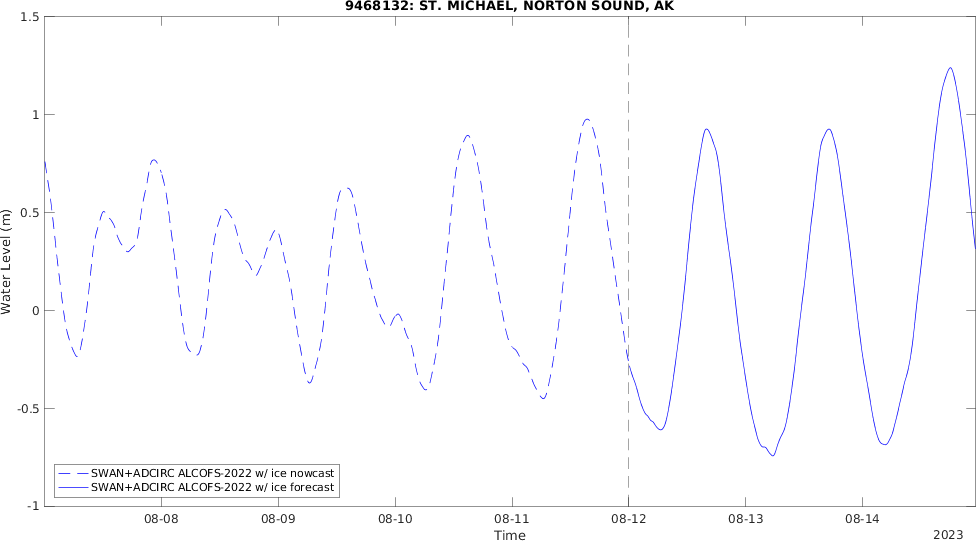 9468132: ST. MICHAEL, NORTON SOUND, AK
1.5
1
0.5
0
-0.5
-1
Water Level (m)
SWAN+ADCIRC ALCOFS-2022 w/ ice nowcast
SWAN+ADCIRC ALCOFS-2022 w/ ice forecast
08-08 08-09 08-10 08-11 08-12 08-13 08-14
Time
2023